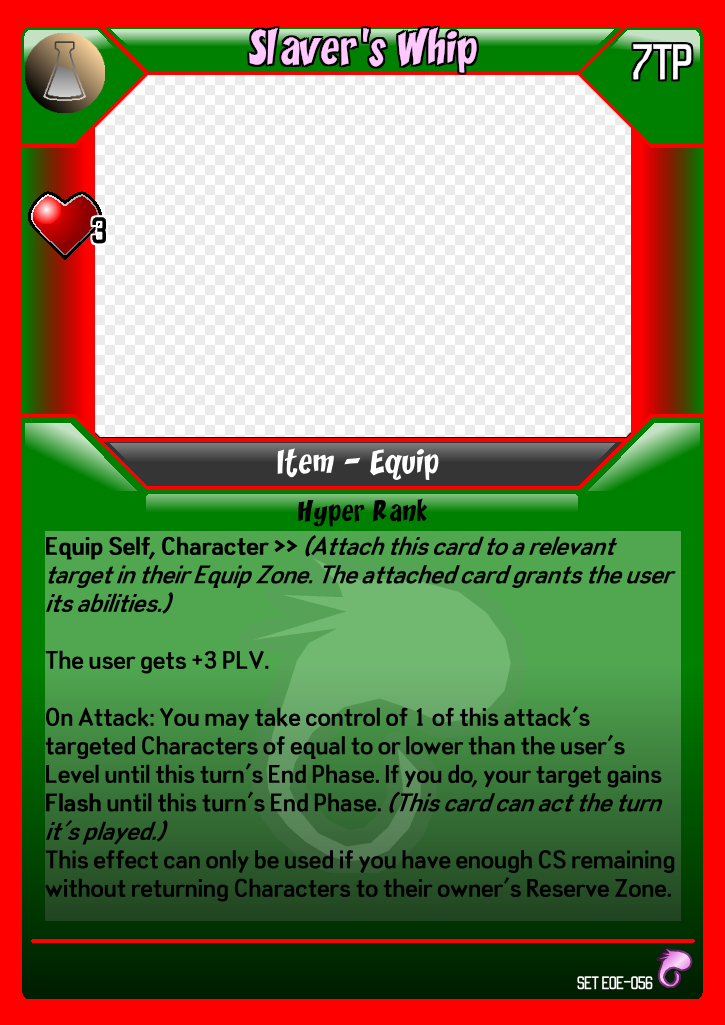 Slaver's Whip
7TP
3
Item - Equip
Hyper Rank
Equip Self, Character >> (Attach this card to a relevant
target in their Equip Zone. The attached card grants the user
its abilities.)
The user gets +3 PLV.
On Attack: You may take control of 1 of this attack's
targeted Characters of equal to or lower than the user's
Level until this turn's End Phase. If you do, your target gains
Flash until this turn's End Phase. (This card can act the turn
it's played.)
This effect can only be used if you have enough CS remaining
without returning Characters to their owner's Reserve Zone.
SET EOE-056